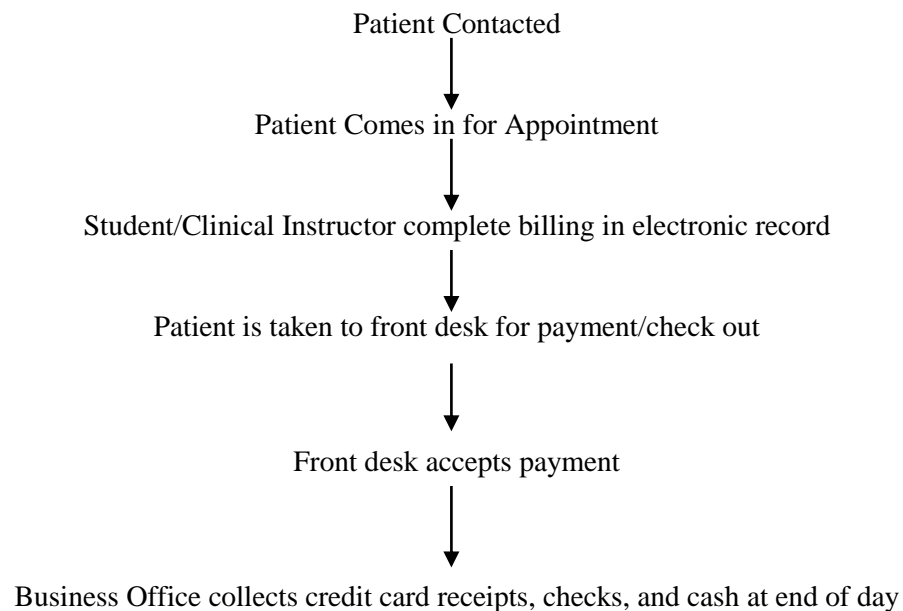 Patient Contacted
Patient Comes in for Appointment
Student/Clinical Instructor complete billing in electronic record
Patient is taken to front desk for payment/check out
Front desk accepts payment
Business Office collects credit card receipts, checks, and cash at end of day